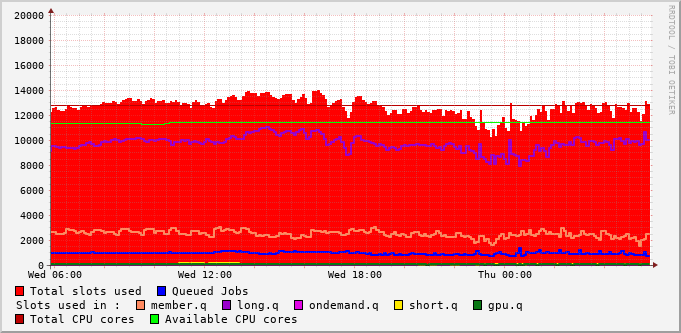 20000
18000
16000
14000
12000
10000
8000
6000
4000
2000
0
Wed 06:00 Wed 12:00 Wed 18:00 Thu 00:00
RRDTOOL / TOBI OETIKER
Total slots used Queued Jobs
Slots used in : member.q long.q ondemand.q short.q gpu.q
Total CPU cores Available CPU cores